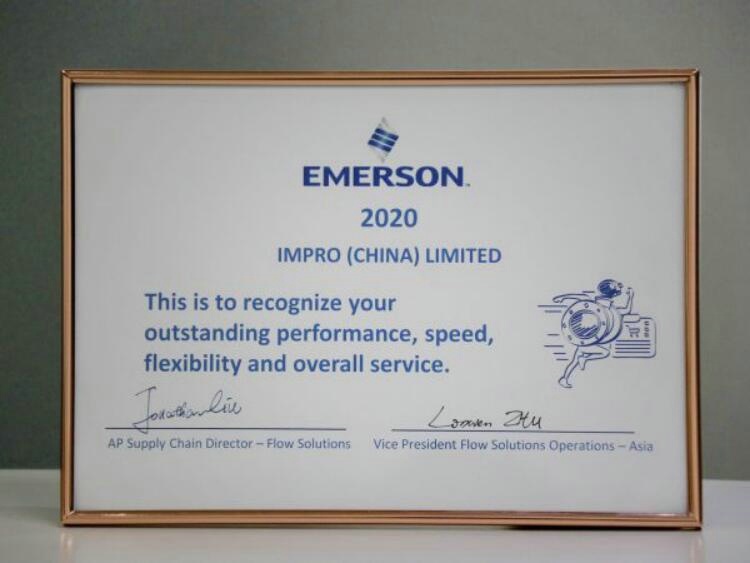 EMERSON
2020
IMPRO (CHINA) LIMITED
This is to recognize your
outstanding performance, speed,
flexibility and overall service.
AP Supply Chain Director – Flow Solutions
Vice President Flow Solutions Operations – Asia